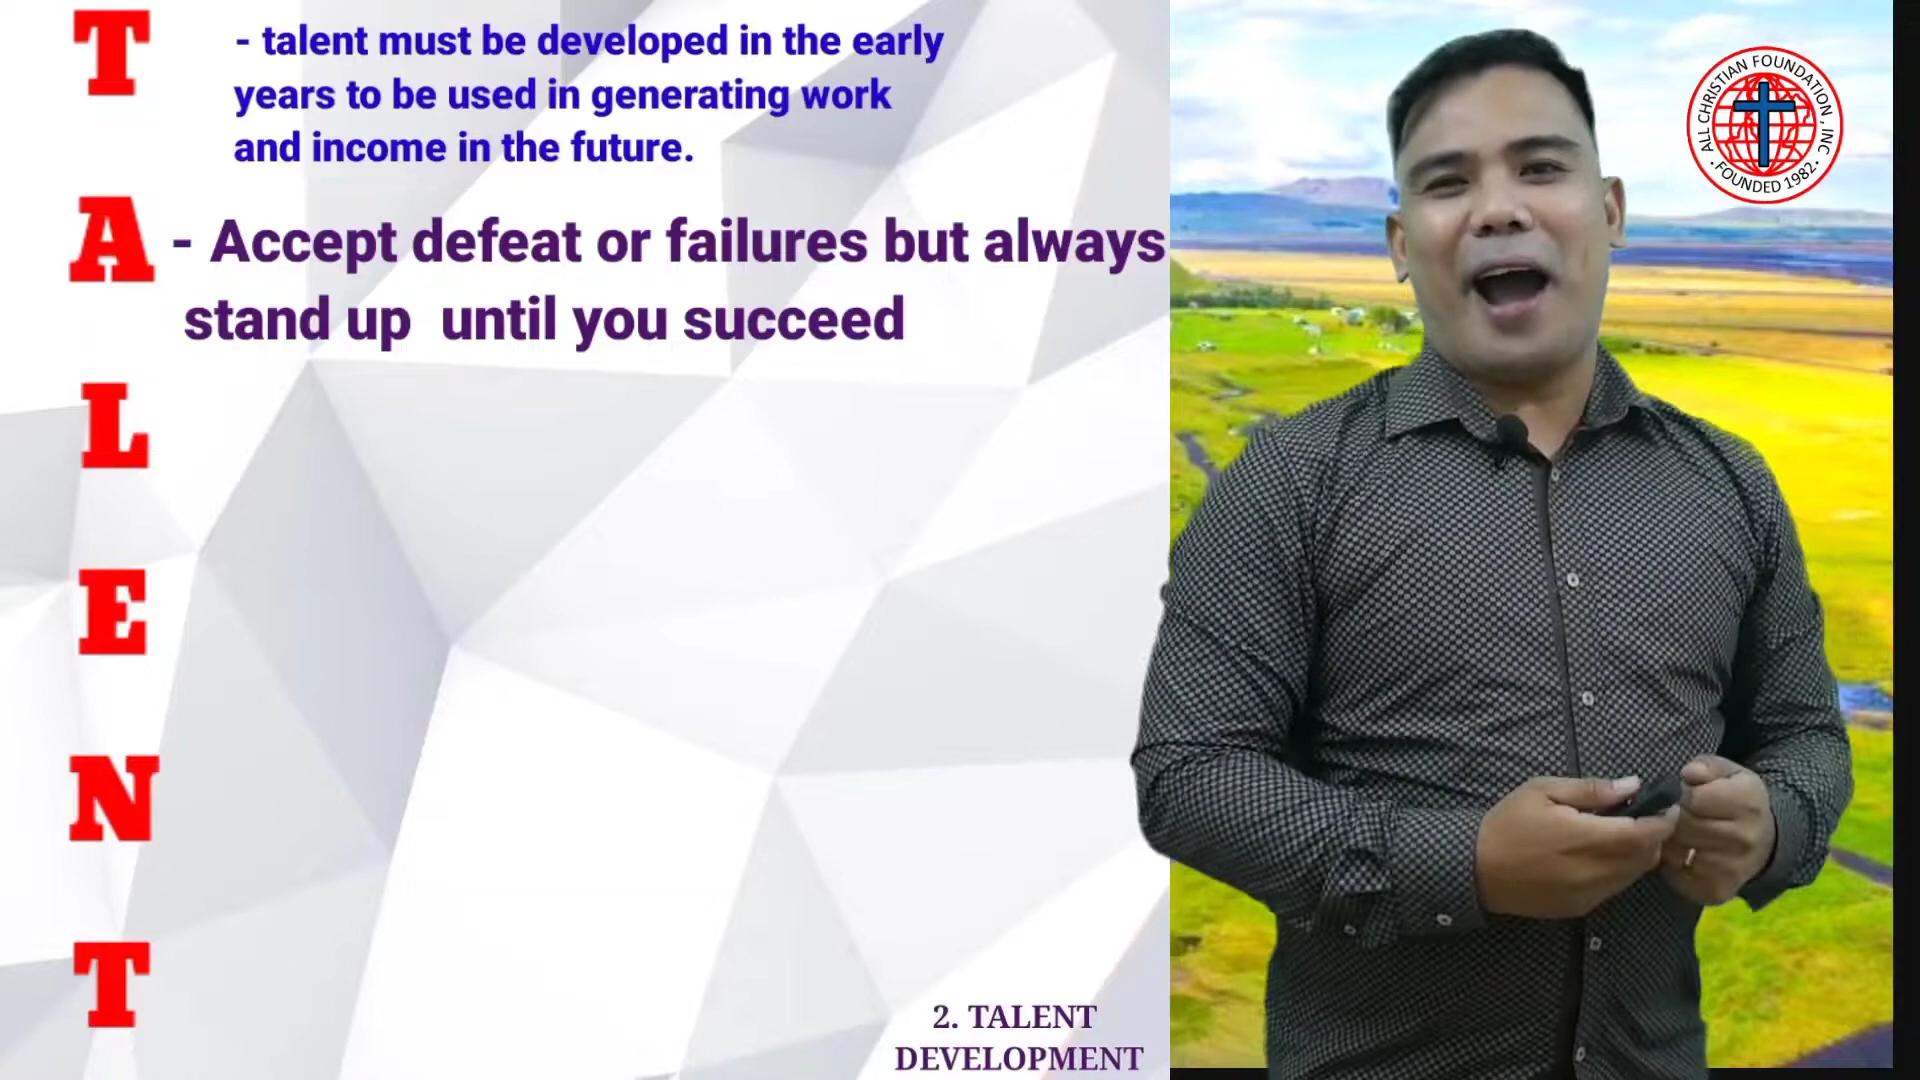 T
- talent must be developed in the early
years to be used in generating work
and income in the future.
A
- Accept defeat or failures but always
stand up  until you succeed
L
E
N
T
2. TALENT
DEVELOPMENT
ALL CHRISTIAN FOUNDATION, INC
· FOUNDED 1982 ·